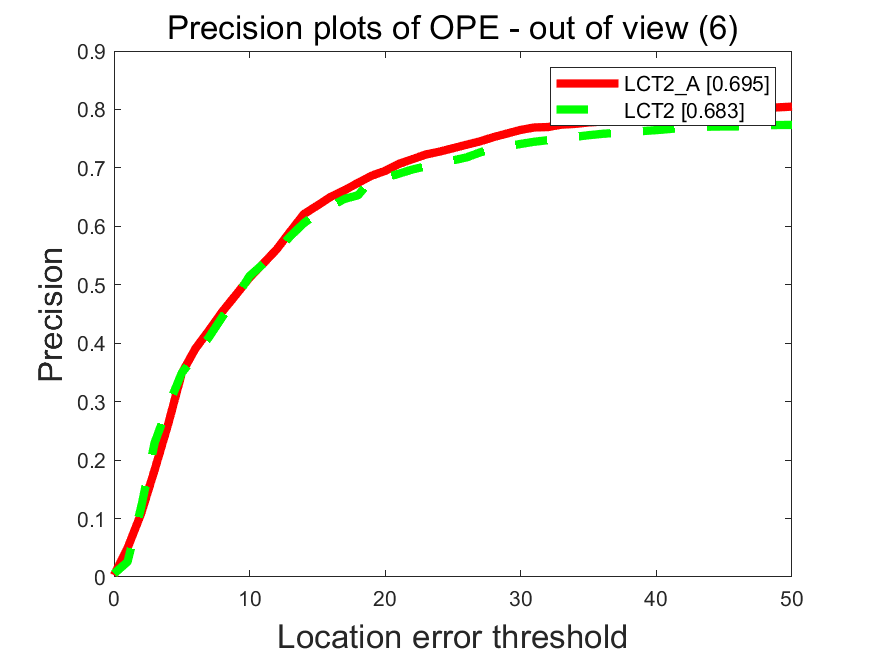 Precision plots of OPE - out of view (6)
0.9
0.8
0.7
0.6
0.5
0.4
0.3
0.2
0.1
0
Precision
LCT2_A [0.695]
LCT2 [0.683]
0 10 20 30 40 50
Location error threshold